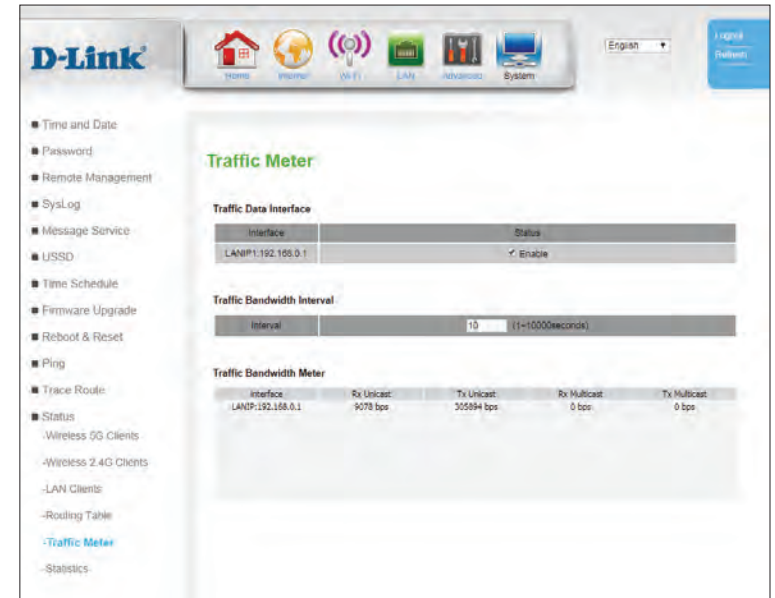 D-Link
Home Internet Wi-Fi LAN Advanced System
English
Logout
Refresh
Time and Date
Password
Remote Management
SysLog
Message Service
USSD
Time Schedule
Firmware Upgrade
Reboot & Reset
Ping
Trace Route
Status
-Wireless 5G Clients
-Wireless 2.4G Clients
-LAN Clients
-Routing Table
-Traffic Meter
-Statistics
Traffic Meter
Traffic Data Interface
Interface Status
LANIP1:192.168.0.1 Enable
Traffic Bandwidth Interval
Interval 10 (1~10000seconds)
Traffic Bandwidth Meter
Interface Rx Unicast Tx Unicast Rx Multicast Tx Multicast
LANIP:192.168.0.1 9078 bps 305894 bps 0 bps 0 bps